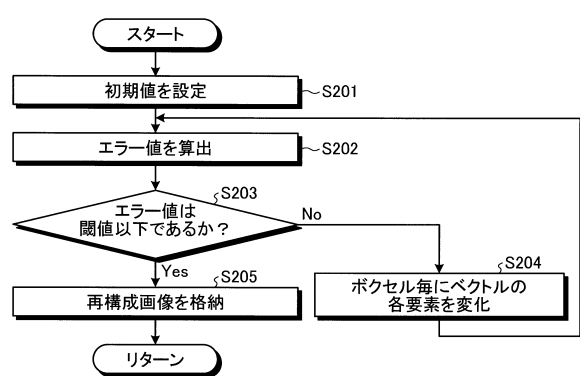 スタート
初期値を設定
S201
エラー値を算出
S202
S203
エラー値は
閾値以下であるか？
No
Yes
S204
ボクセル毎にベクトルの
各要素を変化
S205
再構成画像を格納
リターン